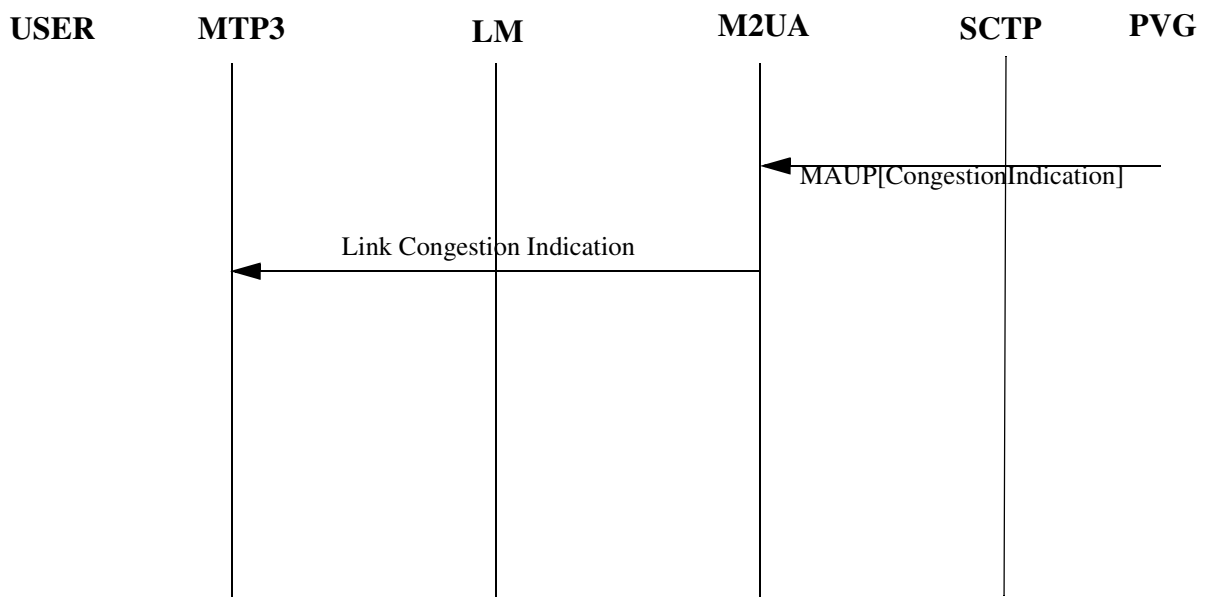 USER MTP3 LM M2UA SCTP PVG
MAUP[CongestionIndication]
Link Congestion Indication